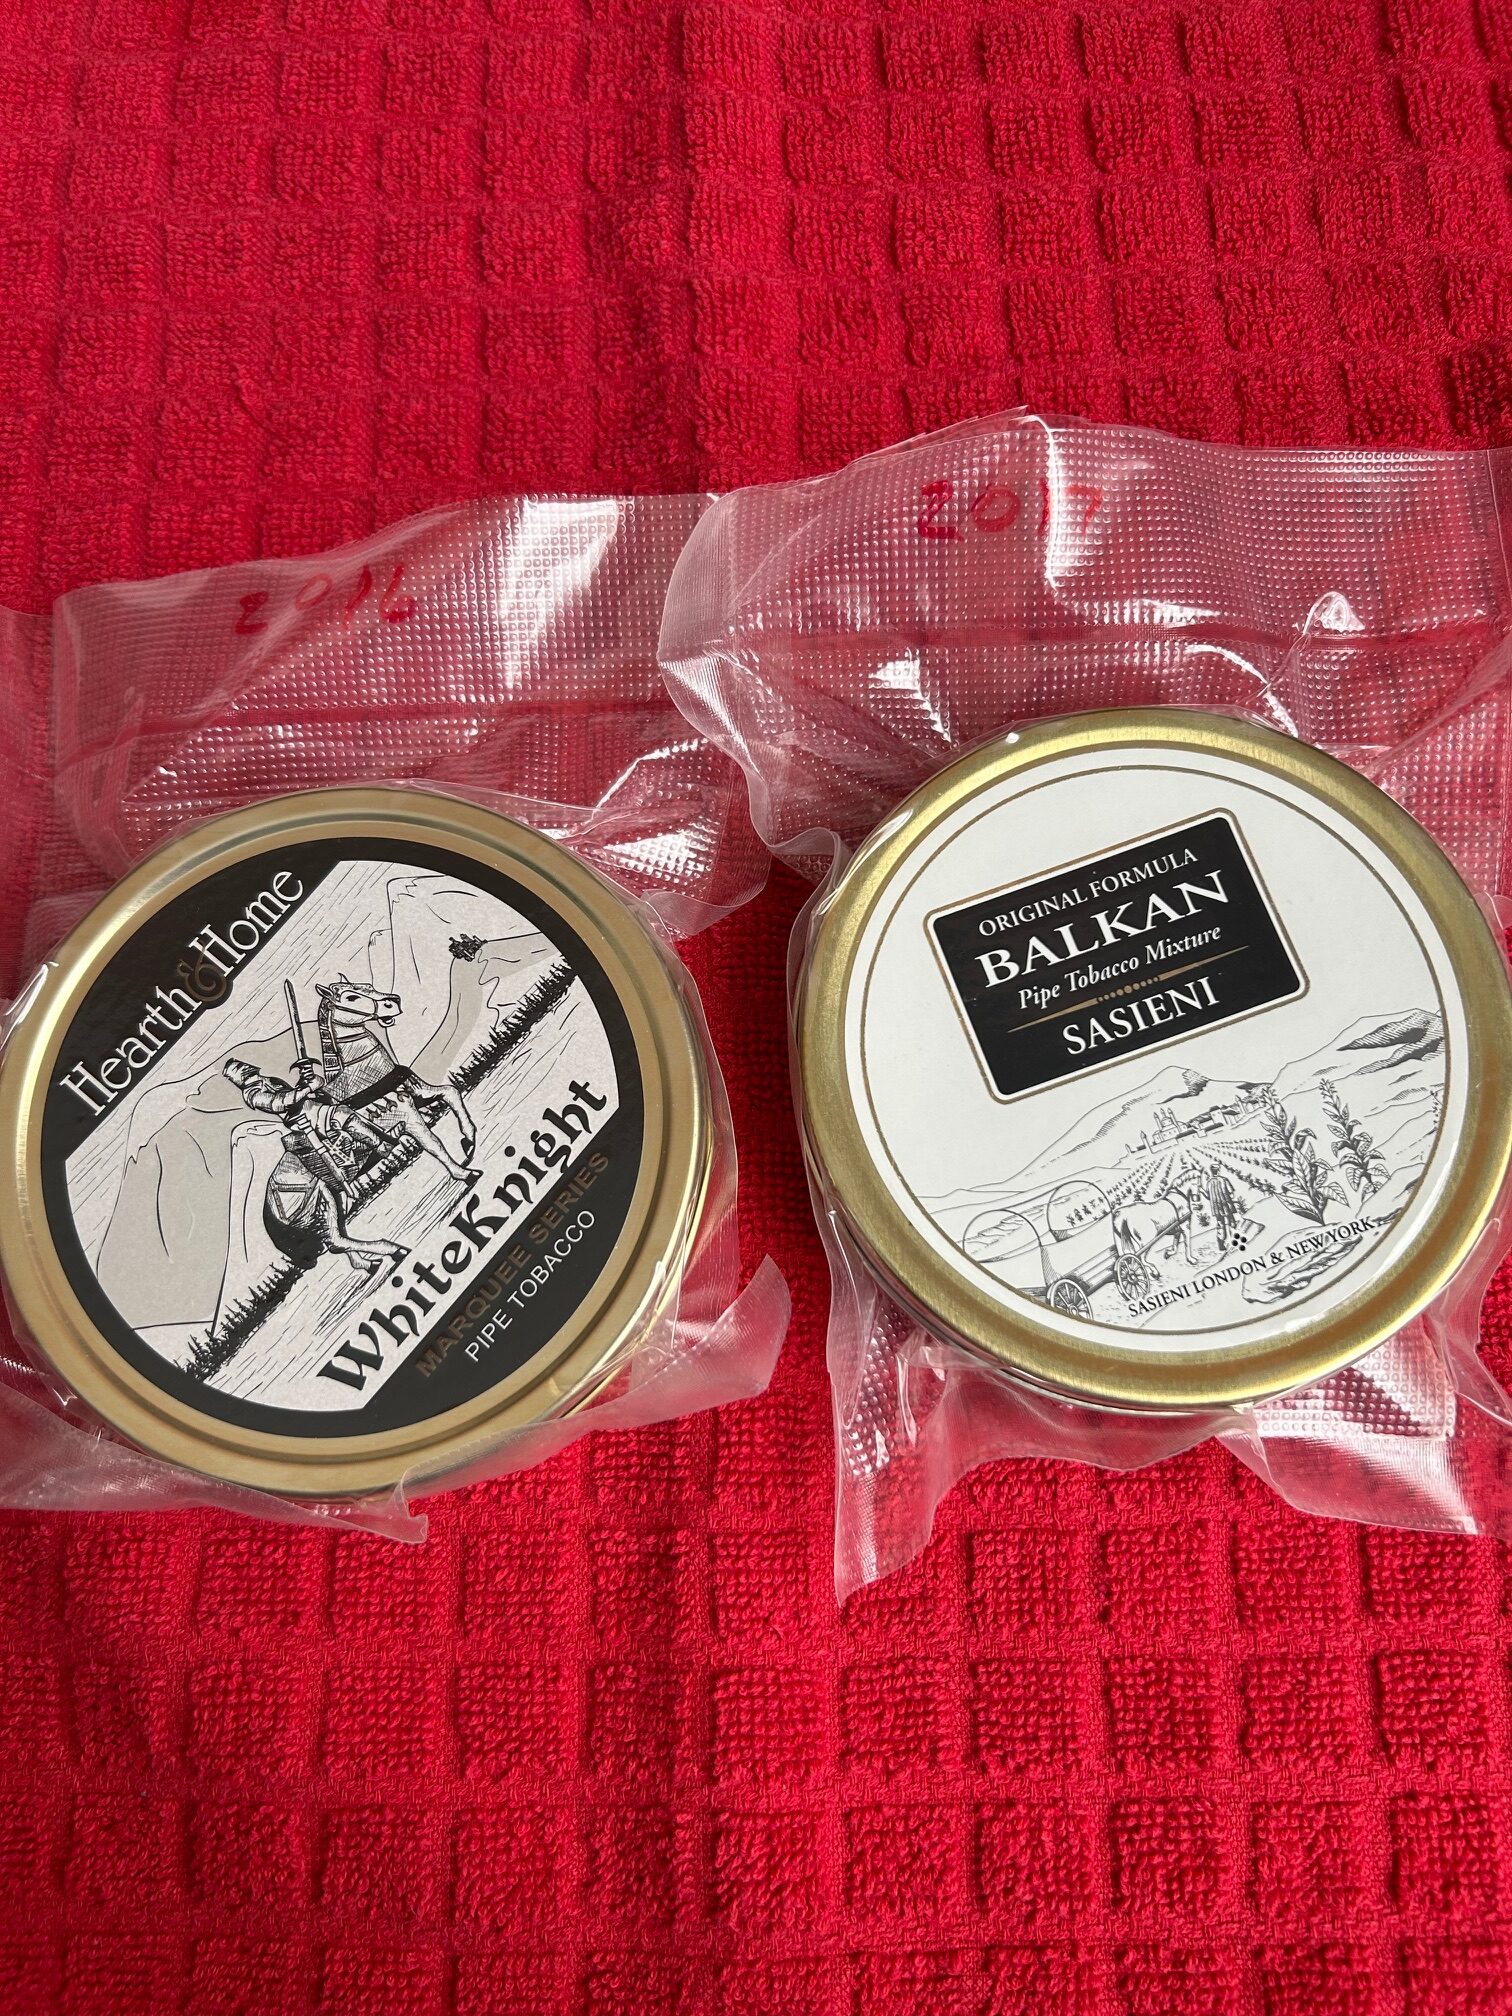 2016
Hearth & Home
WhiteKnight
MARQUEE SERIES
PIPE TOBACCO
2017
ORIGINAL FORMULA
BALKAN
Pipe Tobacco Mixture
SASIENI
SASIENI LONDON & NEW YORK